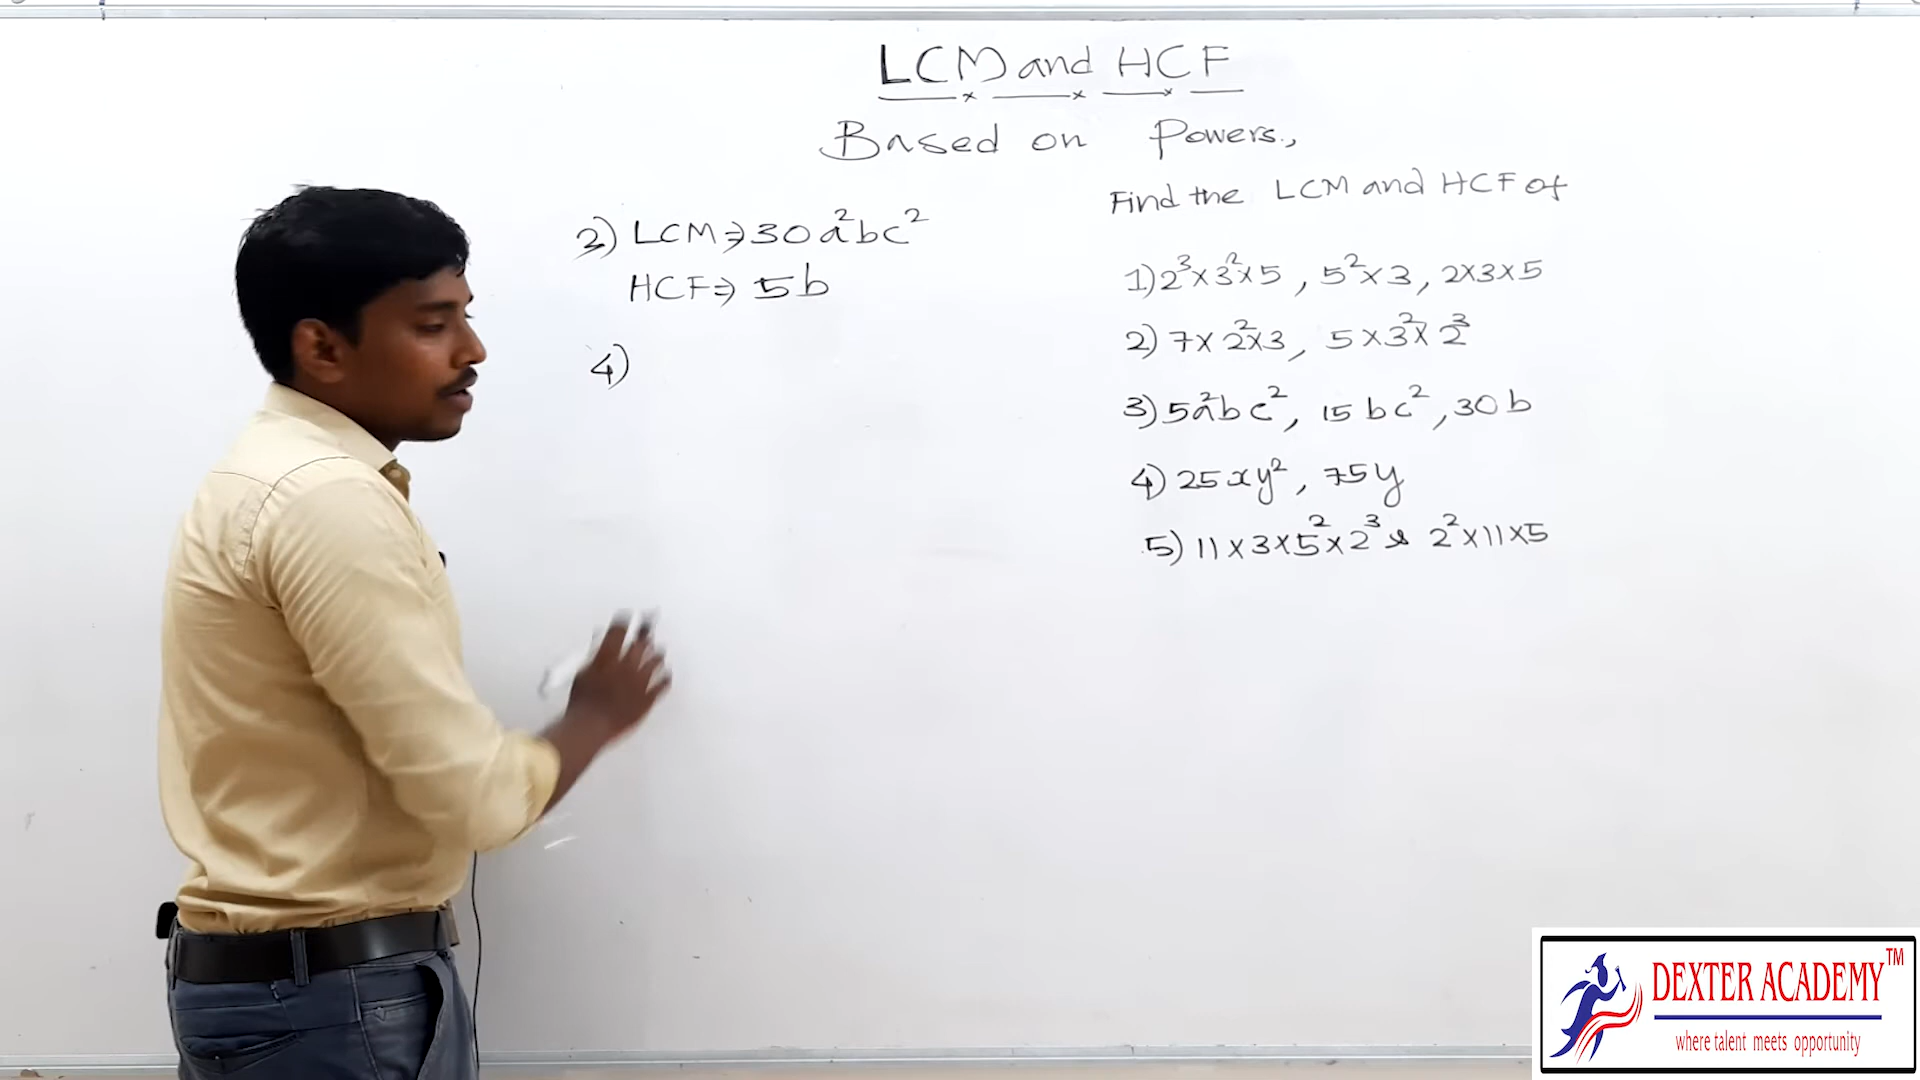 LCM and HCF
Based on Powers.,
3) LCM ⇒ 30a²bc²
HCF ⇒ 5b
4)
Find the LCM and HCF of
1) 2³×3²×5, 5²×3, 2×3×5
2) 7×2²×3, 5×3²×2³
3) 5a²bc², 15bc², 30b
4) 25xy², 75y
5) 11×3×5²×2³ & 2²×11×5
DEXTER ACADEMY™
where talent meets opportunity